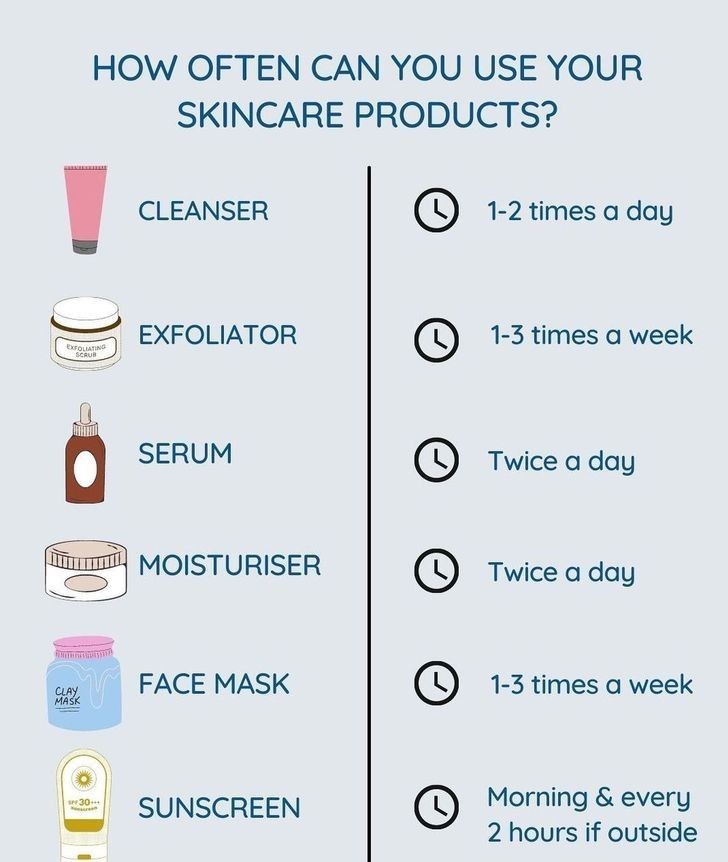 HOW OFTEN CAN YOU USE YOUR
SKINCARE PRODUCTS?
CLEANSER
1-2 times a day
EXFOLIATING
SCRUB
EXFOLIATOR
1-3 times a week
SERUM
Twice a day
MOISTURISER
Twice a day
CLAY
MASK
FACE MASK
1-3 times a week
SPF 30+++
sunscreen
SUNSCREEN
Morning & every
2 hours if outside